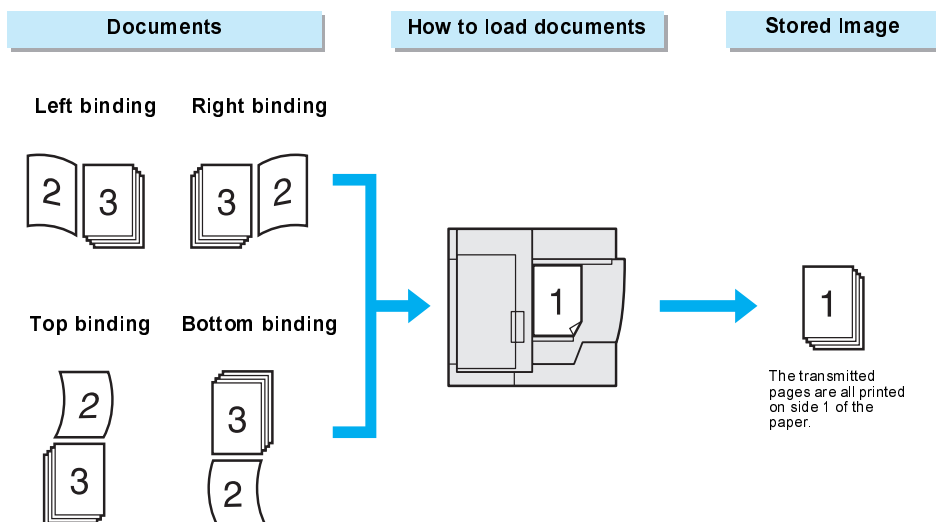 Documents
How to load documents
Stored Image
Left binding
Right binding
2
3
3
2
1
1
Top binding
Bottom binding
The transmitted
pages are all printed
on side 1 of the
paper.
2
3
3
2